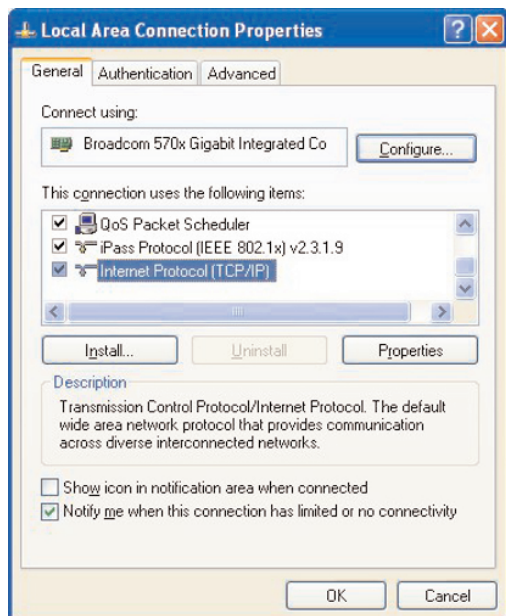 Local Area Connection Properties
General Authentication Advanced
Connect using:
Broadcom 570x Gigabit Integrated Co Configure...
This connection uses the following items:
QoS Packet Scheduler
iPass Protocol (IEEE 802.1x) v2.3.1.9
Internet Protocol (TCP/IP)
Install... Uninstall Properties
Description
Transmission Control Protocol/Internet Protocol. The default
wide area network protocol that provides communication
across diverse interconnected networks.
Show icon in notification area when connected
Notify me when this connection has limited or no connectivity
OK Cancel